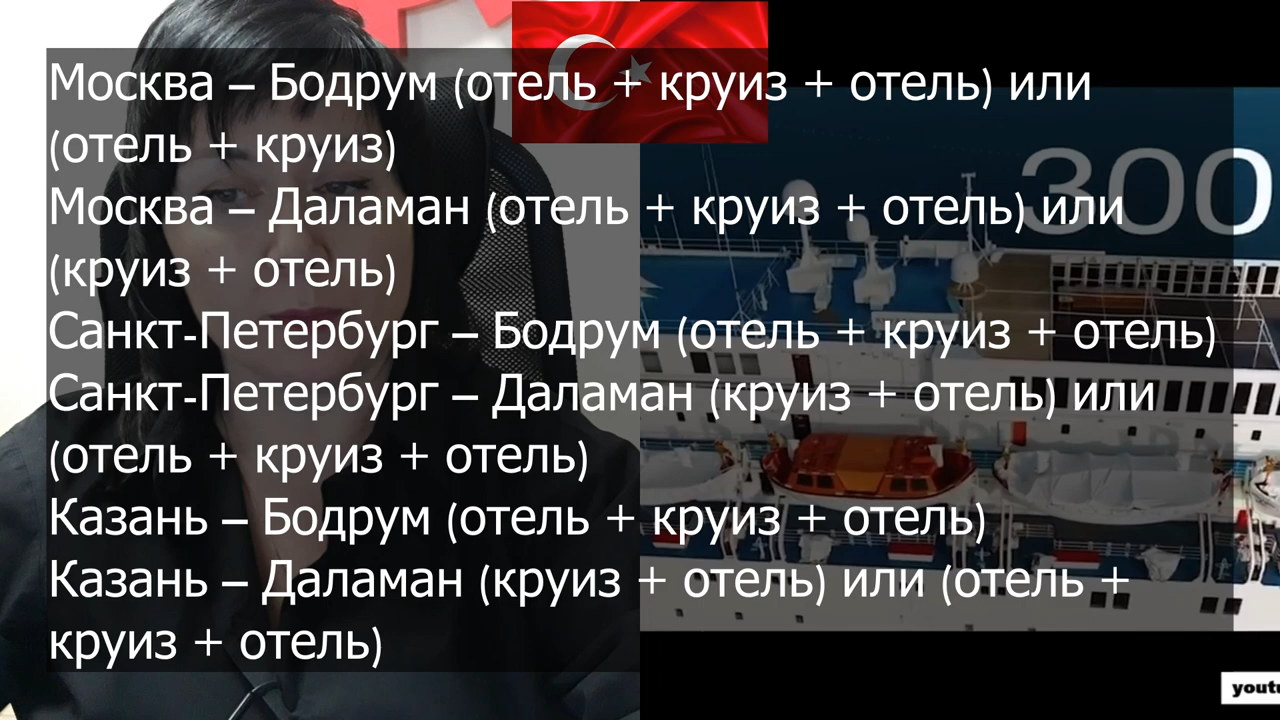 Москва – Бодрум (отель + круиз + отель) или
(отель + круиз)
Москва – Даламан (отель + круиз + отель) или
(круиз + отель)
Санкт-Петербург – Бодрум (отель + круиз + отель)
Санкт-Петербург – Даламан (круиз + отель) или
(отель + круиз + отель)
Казань – Бодрум (отель + круиз + отель)
Казань – Даламан (круиз + отель) или (отель +
круиз + отель)
300